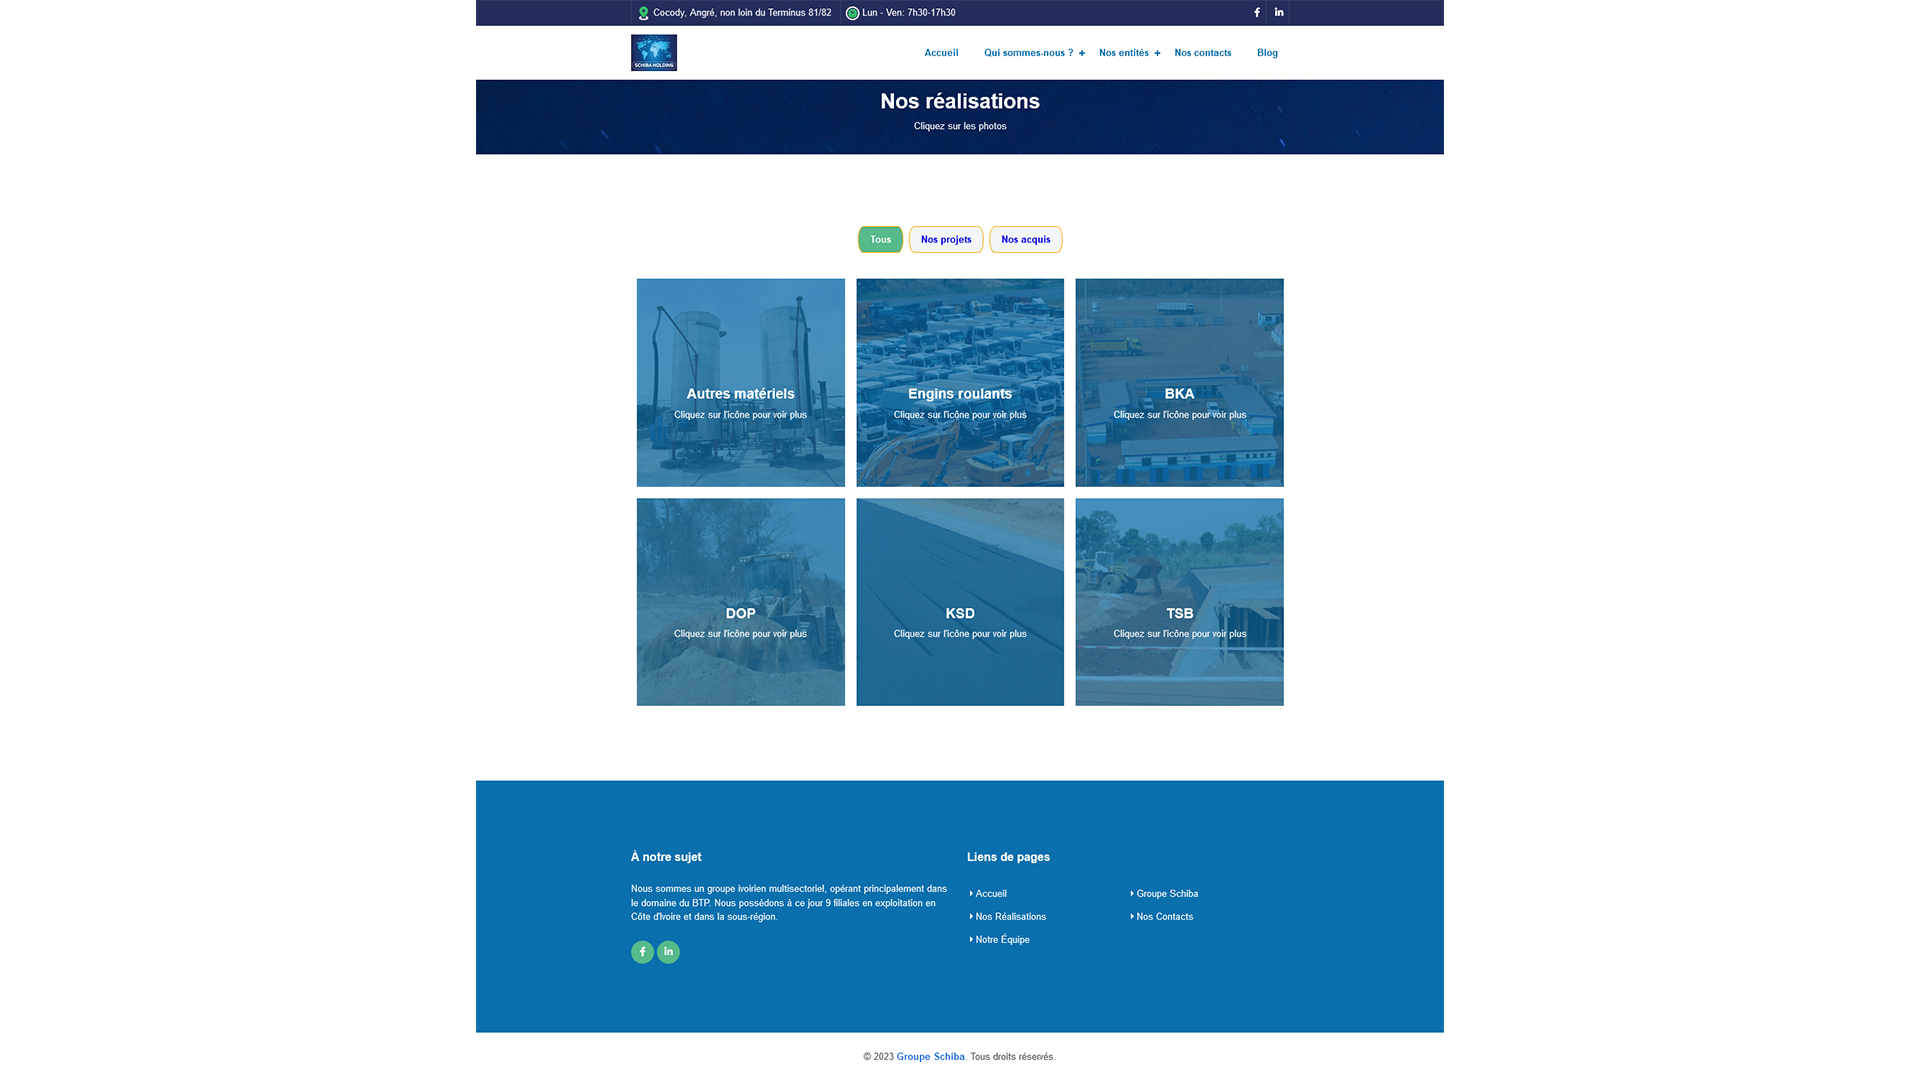 Cocody, Angré, non loin du Terminus 81/82
Lun - Ven: 7h30-17h30
SCHIBA HOLDING
Accueil
Qui sommes-nous ? +
Nos entités +
Nos contacts
Blog
Nos réalisations
Cliquez sur les photos
Tous
Nos projets
Nos acquis
Autres matériels
Cliquez sur l'icône pour voir plus
Engins roulants
Cliquez sur l'icône pour voir plus
BKA
Cliquez sur l'icône pour voir plus
DOP
Cliquez sur l'icône pour voir plus
KSD
Cliquez sur l'icône pour voir plus
TSB
Cliquez sur l'icône pour voir plus
À notre sujet
Nous sommes un groupe ivoirien multisectoriel, opérant principalement dans
le domaine du BTP. Nous possédons à ce jour 9 filiales en exploitation en
Côte d'Ivoire et dans la sous-région.
Liens de pages
Accueil
Nos Réalisations
Notre Équipe
Groupe Schiba
Nos Contacts
© 2023 Groupe Schiba. Tous droits réservés.